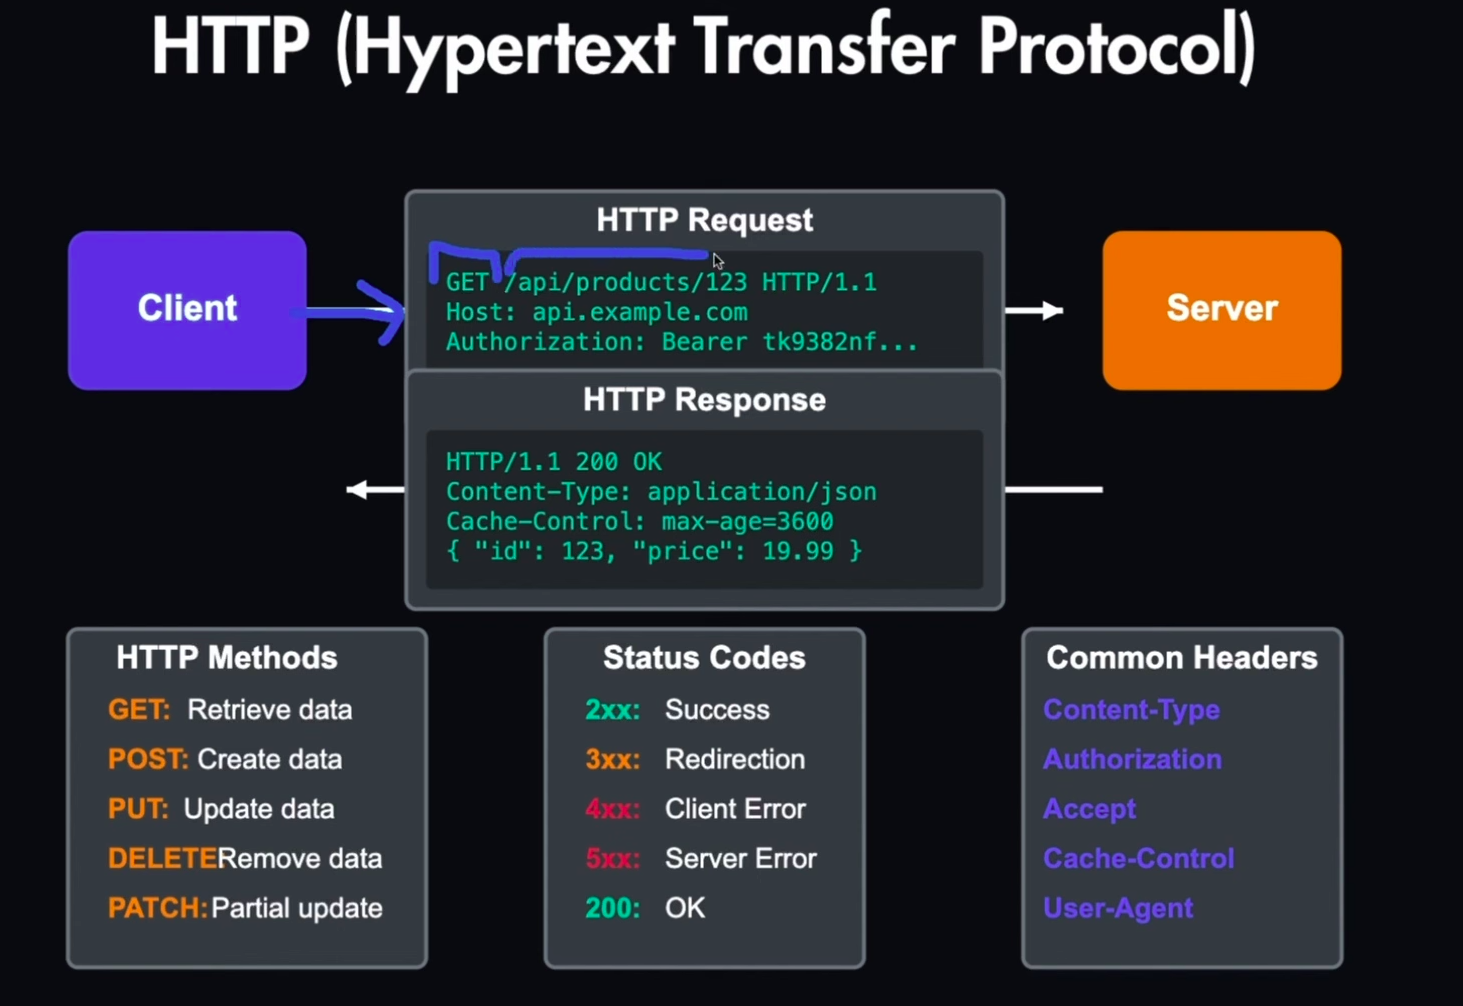 HTTP (Hypertext Transfer Protocol)
Client
HTTP Request
GET /api/products/123 HTTP/1.1
Host: api.example.com
Authorization: Bearer tk9382nf...
Server
HTTP Response
HTTP/1.1 200 OK
Content-Type: application/json
Cache-Control: max-age=3600
{ "id": 123, "price": 19.99 }
HTTP Methods
GET: Retrieve data
POST: Create data
PUT: Update data
DELETERemove data
PATCH: Partial update
Status Codes
2xx: Success
3xx: Redirection
4xx: Client Error
5xx: Server Error
200: OK
Common Headers
Content-Type
Authorization
Accept
Cache-Control
User-Agent